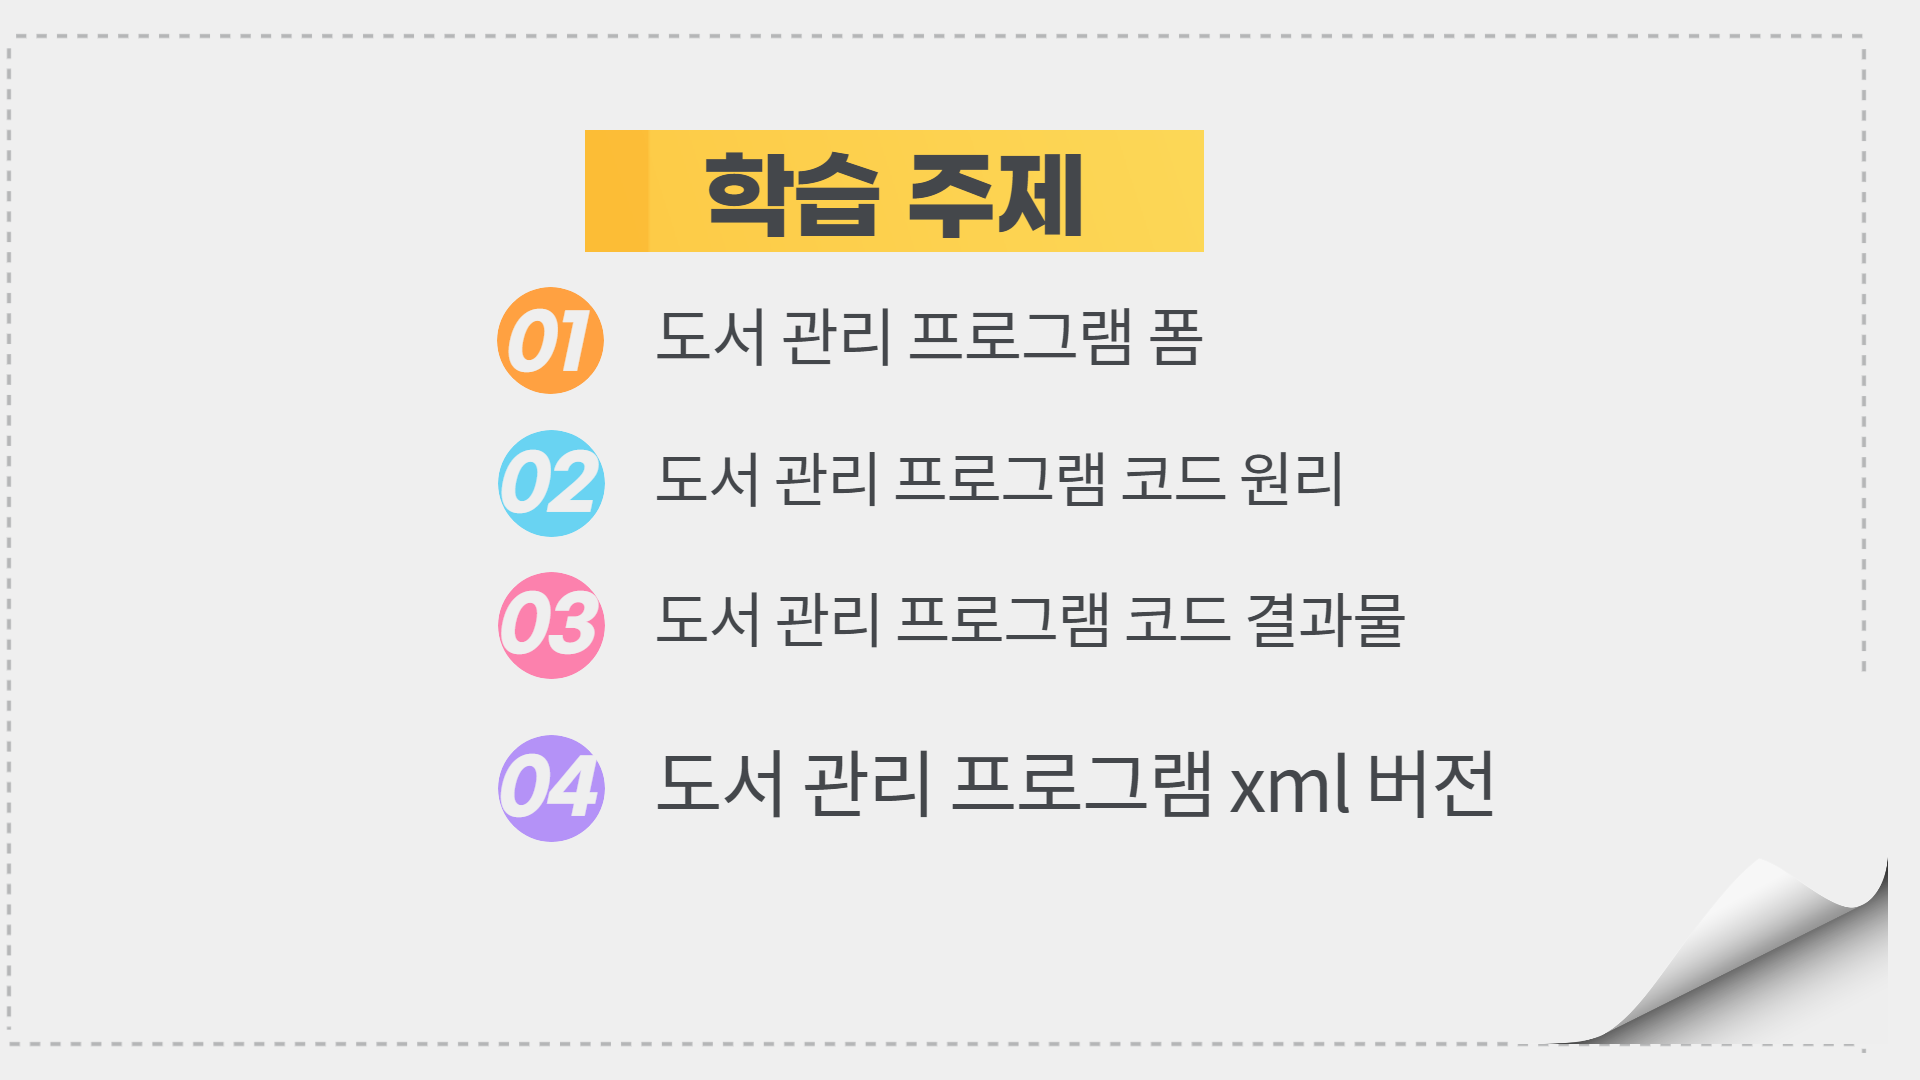 학습 주제
01 도서 관리 프로그램 폼
02 도서 관리 프로그램 코드 원리
03 도서 관리 프로그램 코드 결과물
04 도서 관리 프로그램 xml 버전